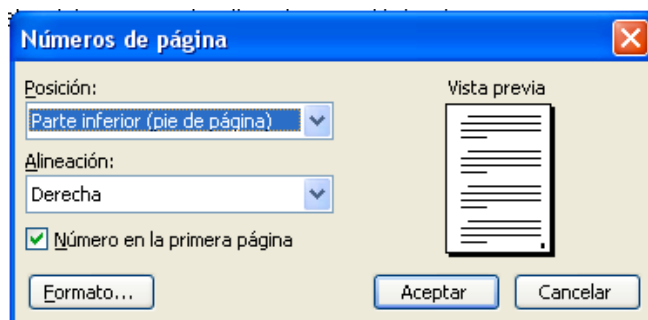 Números de página
Posición:
Vista previa
Parte inferior (pie de página)
Alineación:
Derecha
Número en la primera página
Formato...
Aceptar
Cancelar